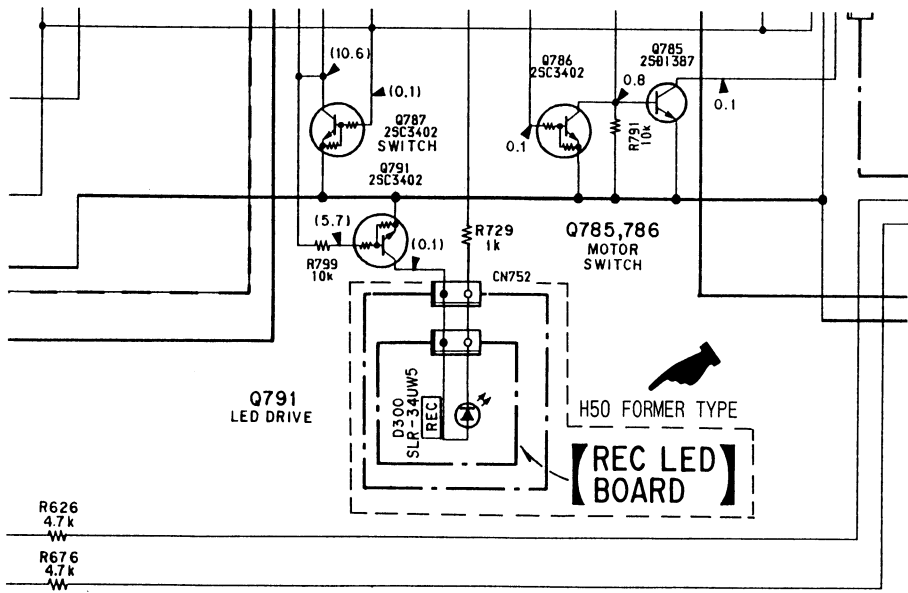 Q785
2SD1387
Q786
2SC3402
(10.6)
0.8
(0.1)
0.1
Q787
2SC3402
SWITCH
0.1
R791
10k
Q791
2SC3402
(5.7)
(0.1)
R729
1k
Q785,786
MOTOR
SWITCH
R799
10k
CN752
Q791
LED DRIVE
D300
SLR-34UW5
REC
H50 FORMER TYPE
REC LED
BOARD
R626
4.7k
R676
4.7k